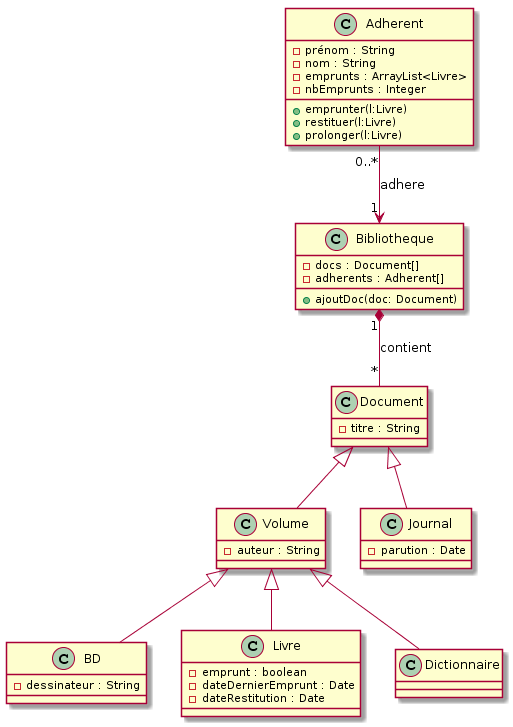 C Adherent
prénom : String
nom : String
emprunts : ArrayList<Livre>
nbEmprunts : Integer
emprunter(l:Livre)
restituer(l:Livre)
prolonger(l:Livre)
0..*
adhere
1
C Bibliotheque
docs : Document[]
adherents : Adherent[]
ajoutDoc(doc: Document)
1
contient
*
C Document
titre : String
C Volume
auteur : String
C Journal
parution : Date
C BD
dessinateur : String
C Livre
emprunt : boolean
dateDernierEmprunt : Date
dateRestitution : Date
C Dictionnaire